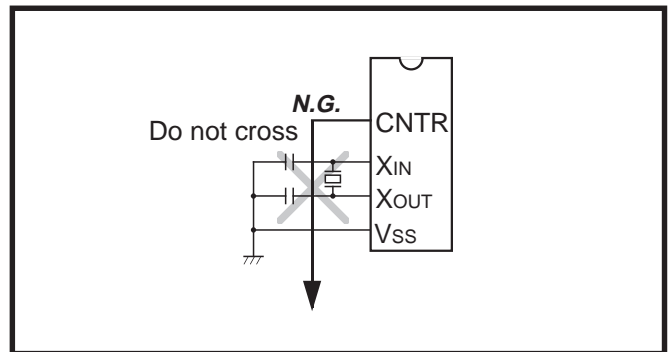 N.G.
Do not cross
CNTR
XIN
XOUT
VSS